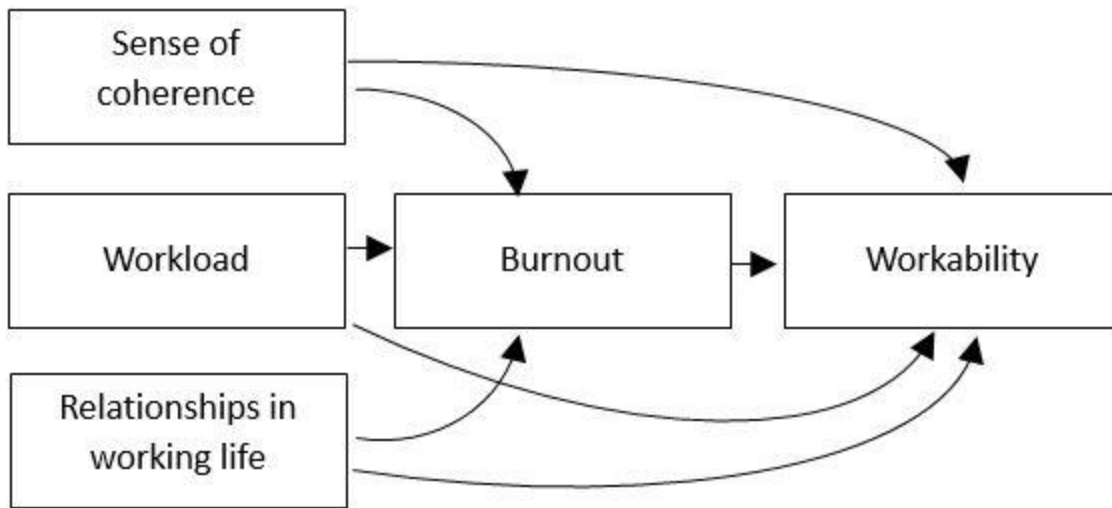 Sense of
coherence
Workload
Burnout
Workability
Relationships in
working life